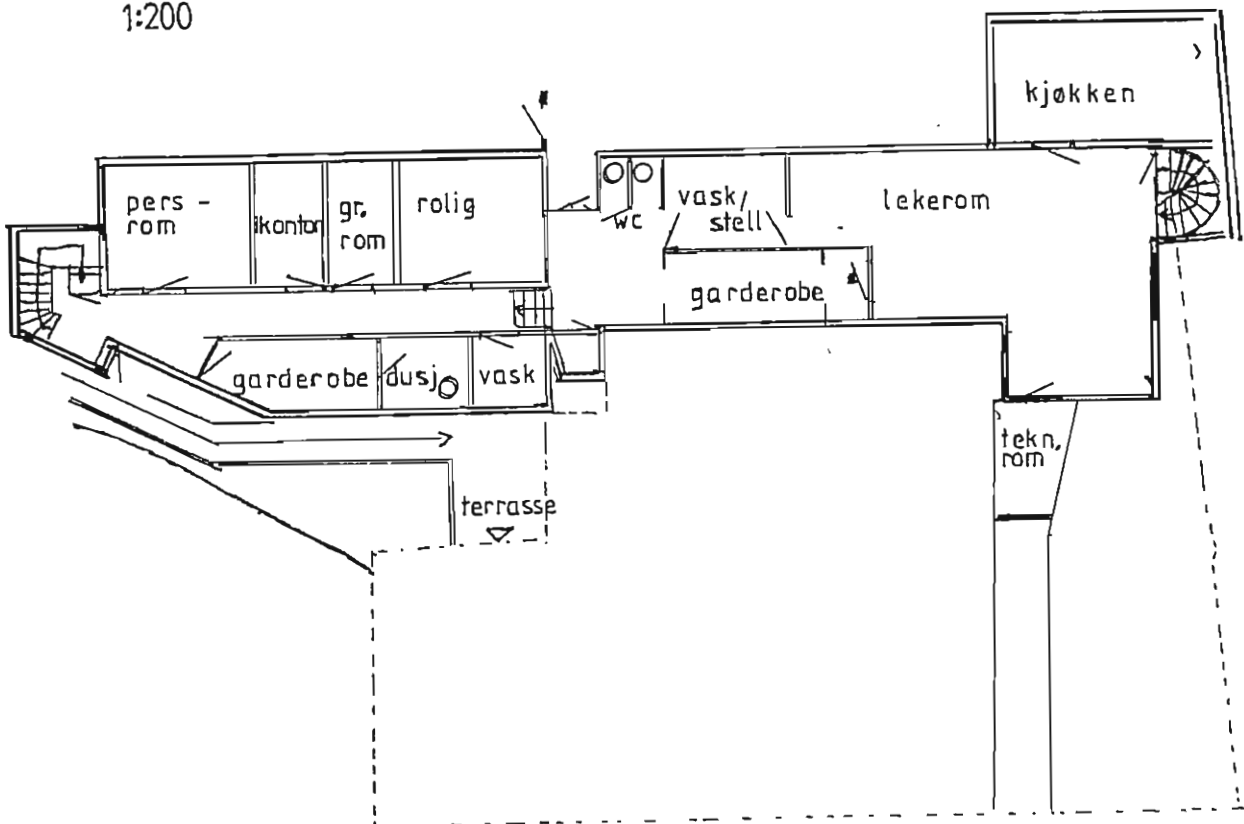 1:200
kjøkken
pers-
rom
kontor
gr.
rom
rolig
wc
vask/
stell
lekerom
garderobe
garderobe
dusj
vask
tekn.
rom
terrasse